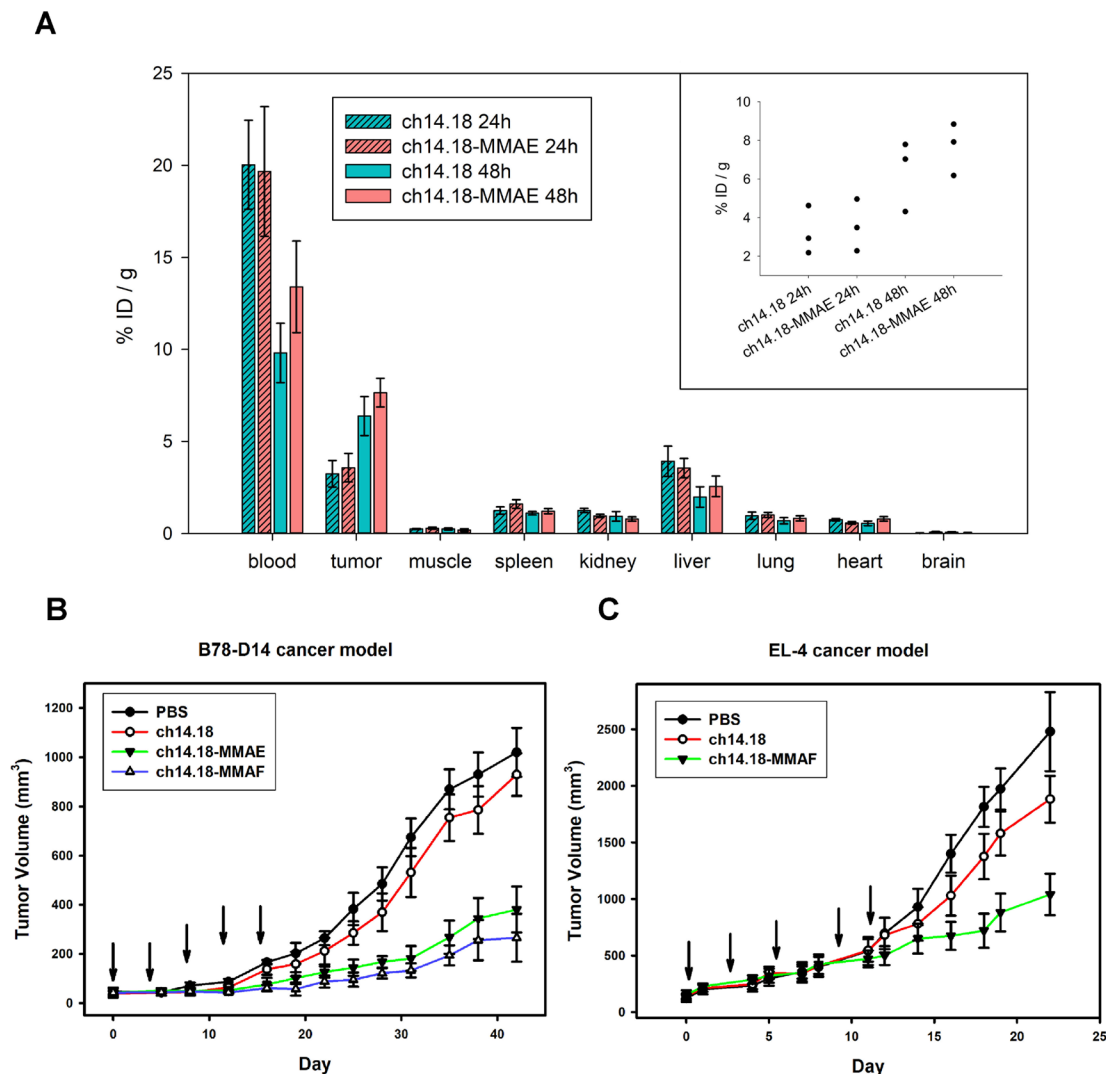 A
25
20
15
10
5
0
% ID / g
ch14.18 24h
ch14.18-MMAE 24h
ch14.18 48h
ch14.18-MMAE 48h
10
8
6
4
2
% ID / g
ch14.18 24h
ch14.18-MMAE 24h
ch14.18 48h
ch14.18-MMAE 48h
blood tumor muscle spleen kidney liver lung heart brain
B
B78-D14 cancer model
1200
1000
800
600
400
200
0
Tumor Volume (mm³)
PBS
ch14.18
ch14.18-MMAE
ch14.18-MMAF
0 10 20 30 40
Day
C
EL-4 cancer model
2500
2000
1500
1000
500
0
Tumor Volume (mm³)
PBS
ch14.18
ch14.18-MMAF
0 5 10 15 20 25
Day